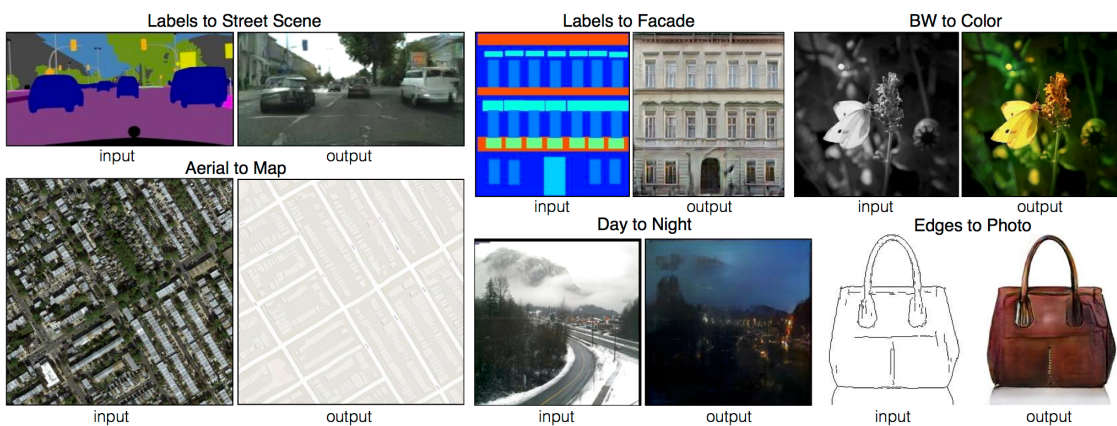 Labels to Street Scene
input
output
Aerial to Map
input
output
Labels to Facade
input
output
BW to Color
input
output
Day to Night
input
output
Edges to Photo
input
output